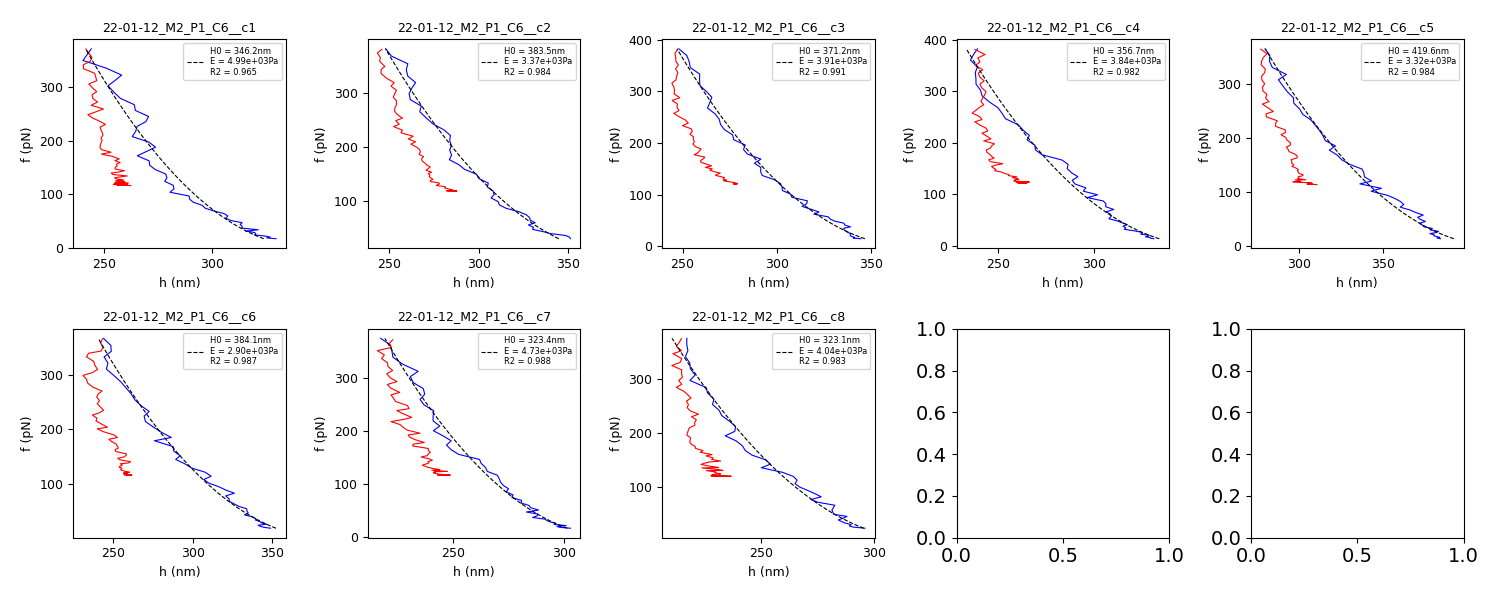 22-01-12_M2_P1_C6__c1
H0 = 346.2nm
E = 4.99e+03Pa
R2 = 0.965
f (pN)
300
200
100
0
250 300
h (nm)
22-01-12_M2_P1_C6__c2
H0 = 383.5nm
E = 3.37e+03Pa
R2 = 0.984
f (pN)
300
200
100
250 300 350
h (nm)
22-01-12_M2_P1_C6__c3
H0 = 371.2nm
E = 3.91e+03Pa
R2 = 0.991
f (pN)
400
300
200
100
0
250 300 350
h (nm)
22-01-12_M2_P1_C6__c4
H0 = 356.7nm
E = 3.84e+03Pa
R2 = 0.982
f (pN)
400
300
200
100
0
250 300
h (nm)
22-01-12_M2_P1_C6__c5
H0 = 419.6nm
E = 3.32e+03Pa
R2 = 0.984
f (pN)
300
200
100
0
300 350
h (nm)
22-01-12_M2_P1_C6__c6
H0 = 384.1nm
E = 2.90e+03Pa
R2 = 0.987
f (pN)
300
200
100
250 300 350
h (nm)
22-01-12_M2_P1_C6__c7
H0 = 323.4nm
E = 4.73e+03Pa
R2 = 0.988
f (pN)
300
200
100
0
250 300
h (nm)
22-01-12_M2_P1_C6__c8
H0 = 323.1nm
E = 4.04e+03Pa
R2 = 0.983
f (pN)
300
200
100
250 300
h (nm)
1.0
0.8
0.6
0.4
0.2
0.0
0.0 0.5 1.0
1.0
0.8
0.6
0.4
0.2
0.0
0.0 0.5 1.0